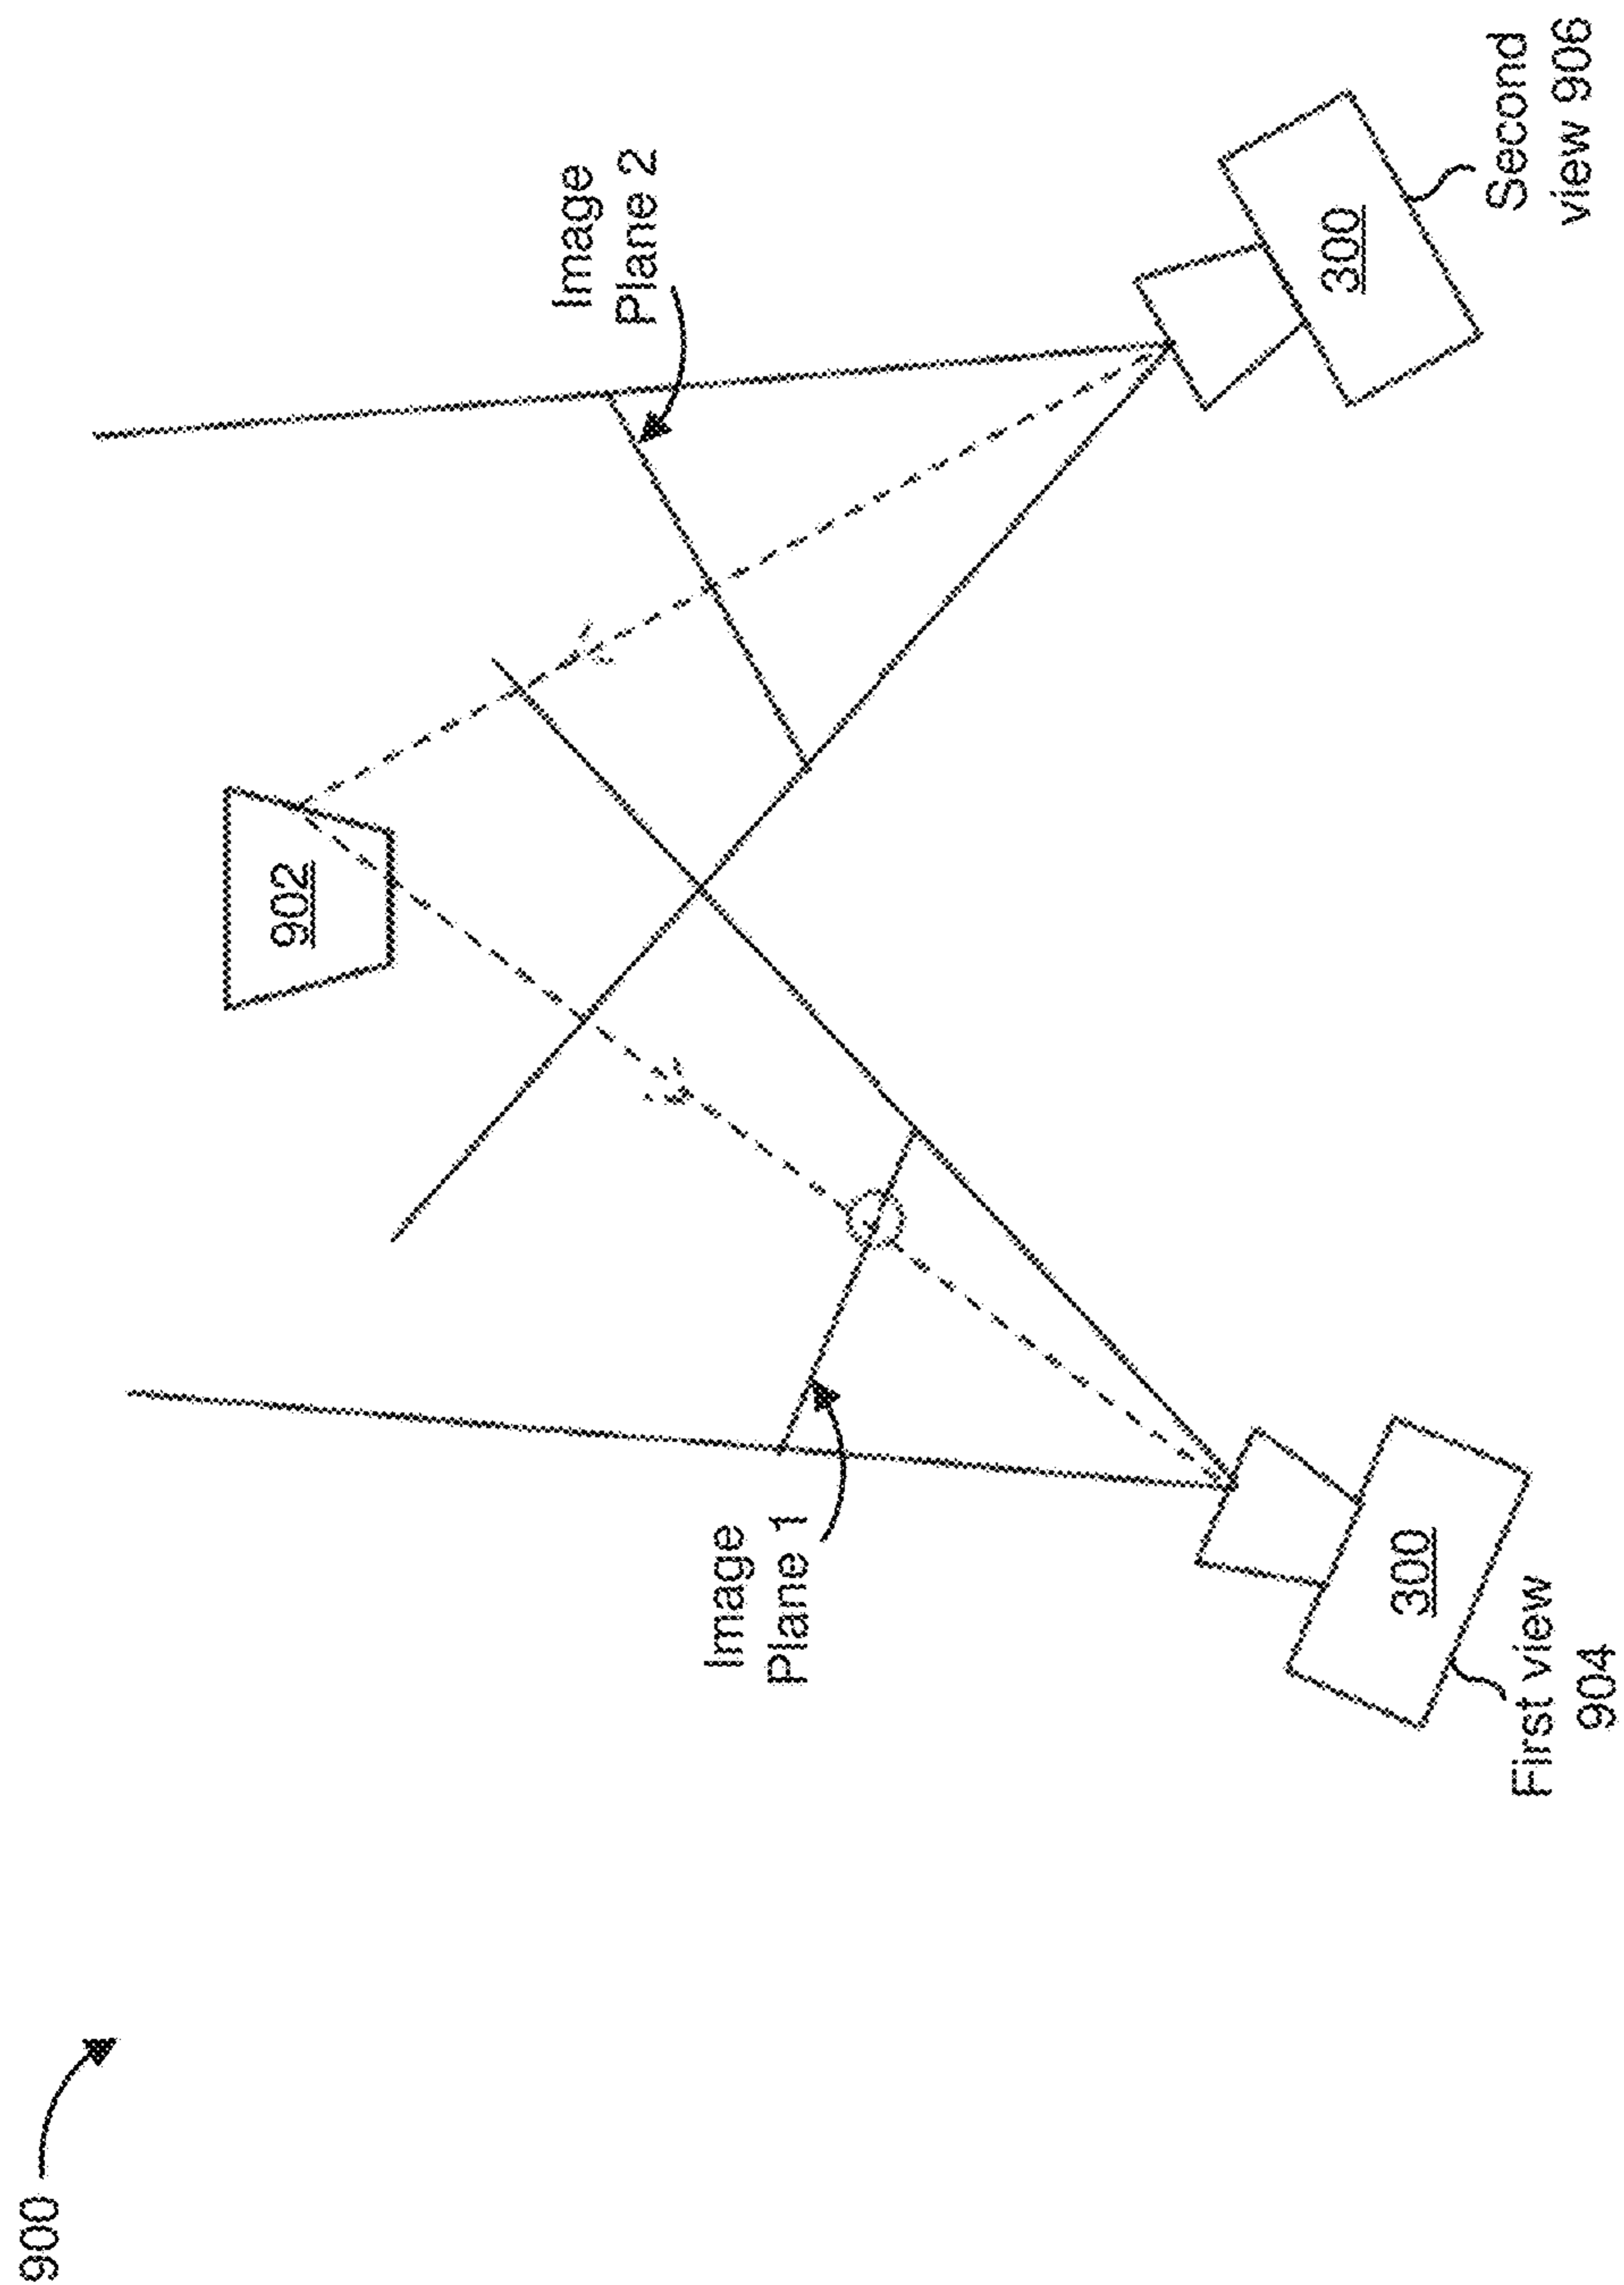 900
902
Image
Plane 1
Image
Plane 2
300
First view
904
300
Second
view 906